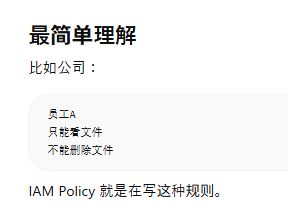 最简单理解
比如公司：
员工A
只能看文件
不能删除文件
IAM Policy 就是在写这种规则。